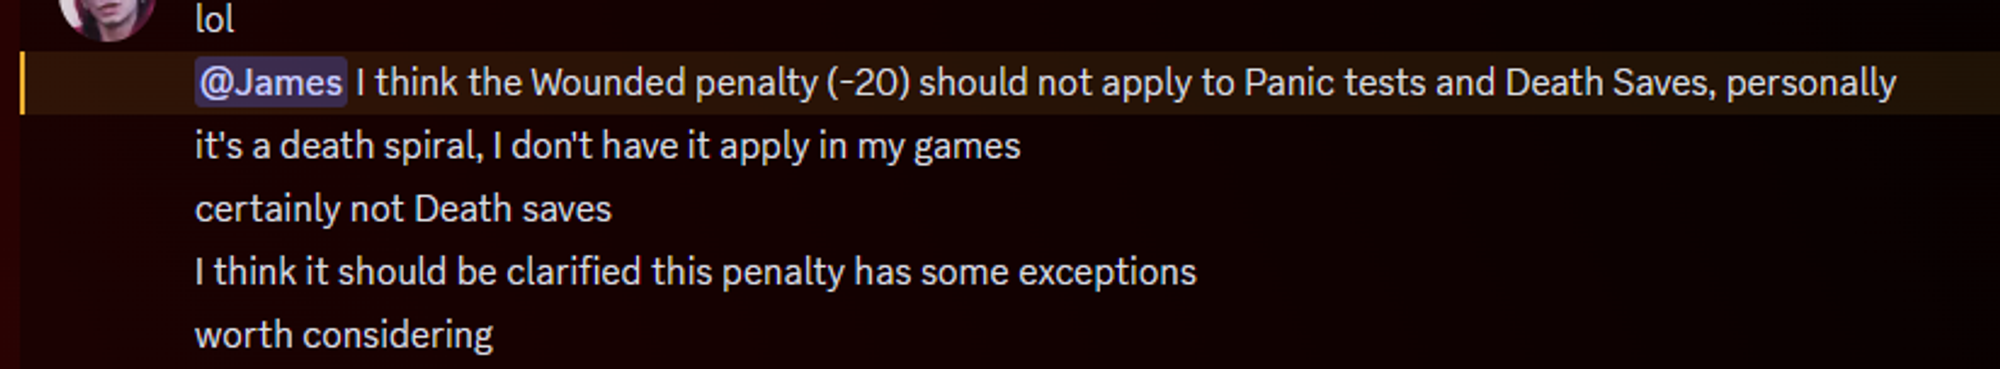 lol
@James I think the Wounded penalty (-20) should not apply to Panic tests and Death Saves, personally
it's a death spiral, I don't have it apply in my games
certainly not Death saves
I think it should be clarified this penalty has some exceptions
worth considering